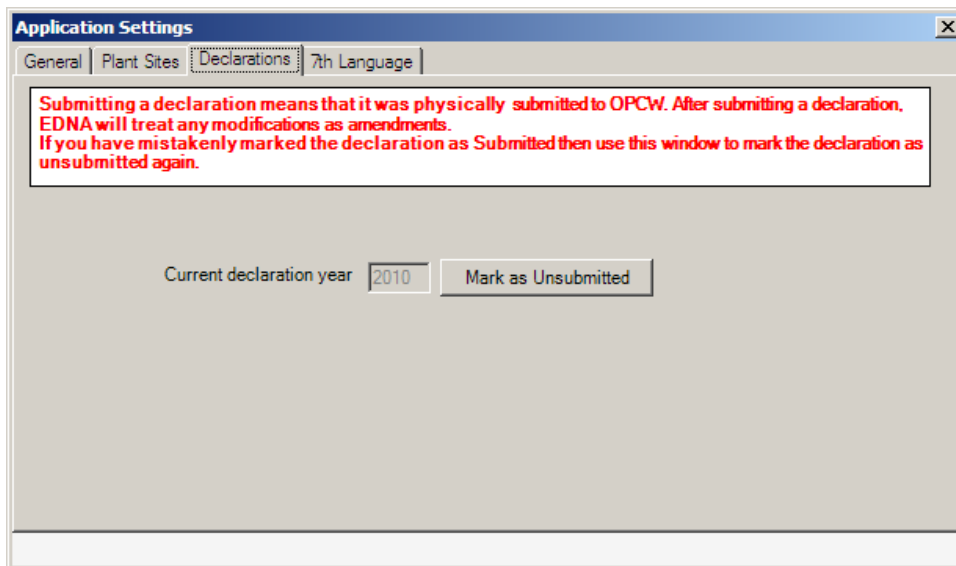 Application Settings
General Plant Sites Declarations 7th Language
Submitting a declaration means that it was physically submitted to OPCW. After submitting a declaration,
EDNA will treat any modifications as amendments.
If you have mistakenly marked the declaration as Submitted then use this window to mark the declaration as
unsubmitted again.
Current declaration year 2010 Mark as Unsubmitted